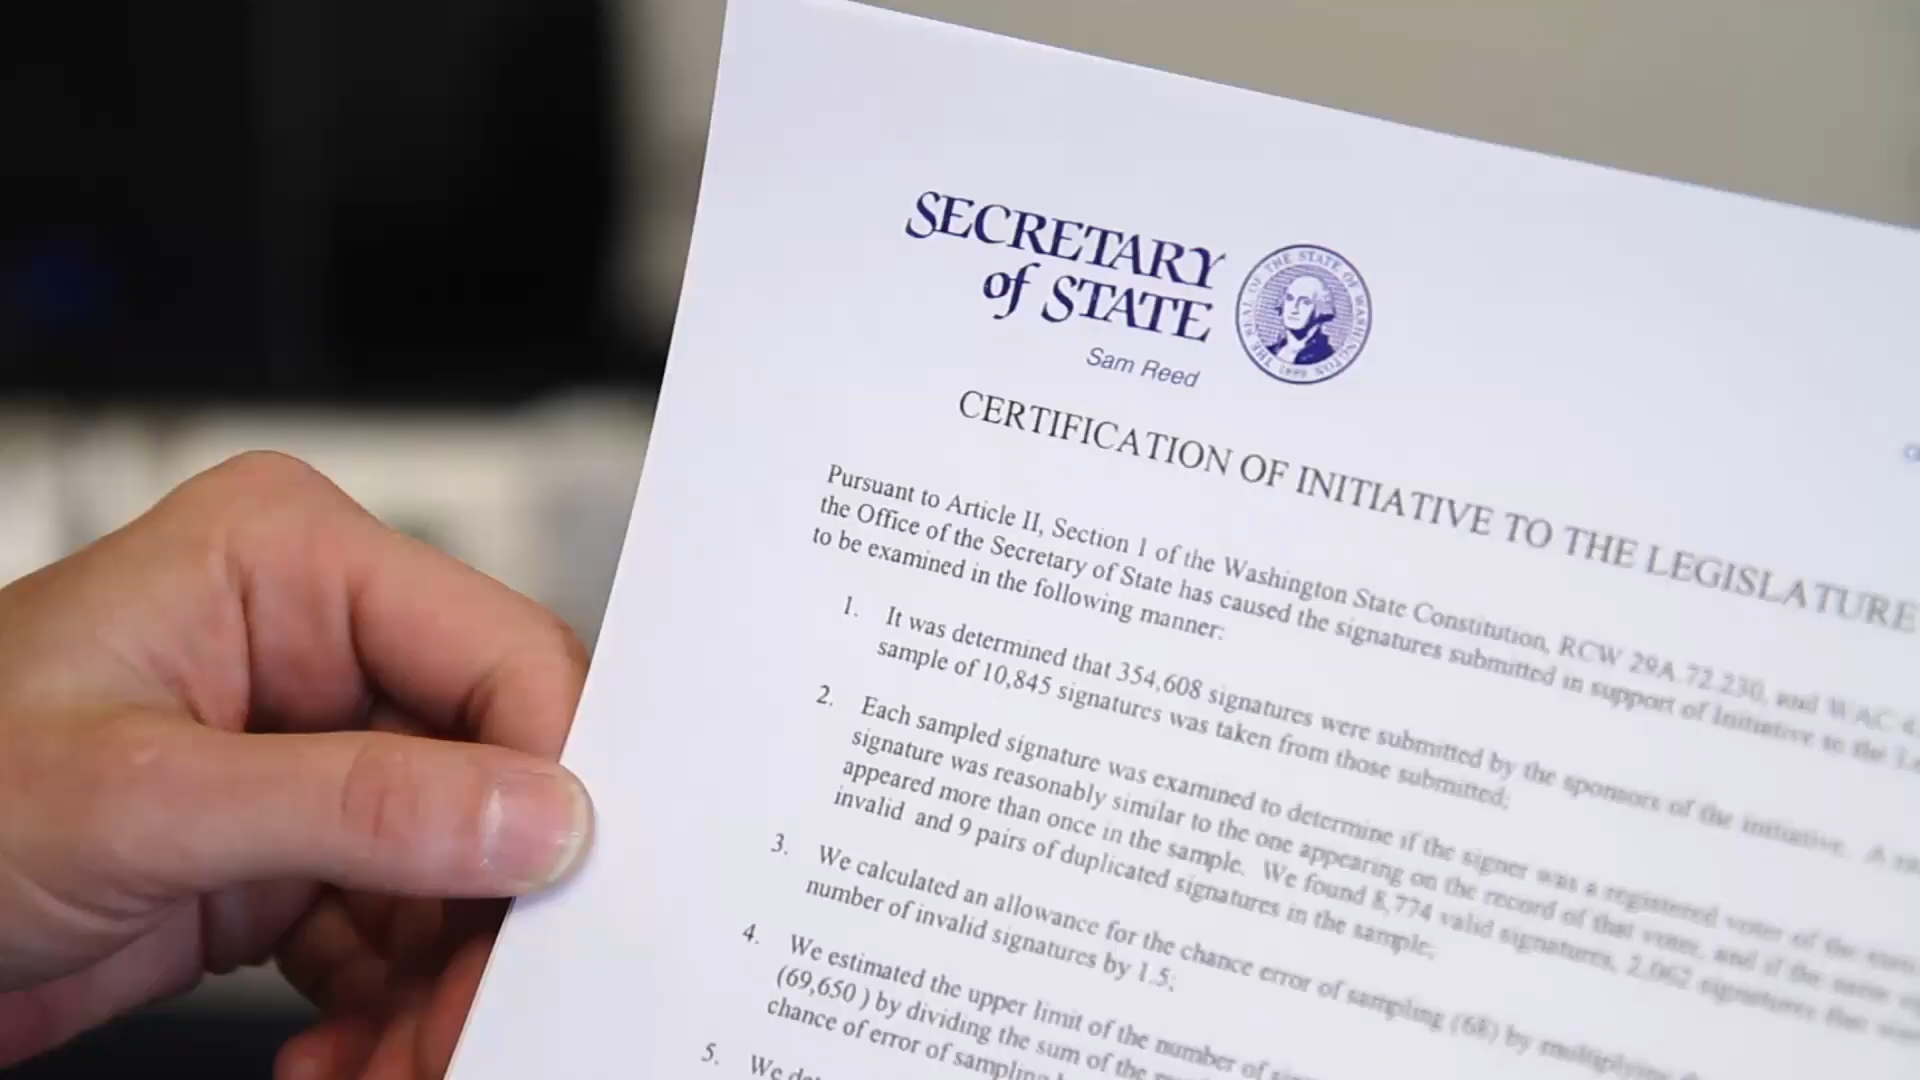 SECRETARY
of STATE
Sam Reed
THE SEAL OF THE STATE OF WASHINGTON
1889
CERTIFICATION OF INITIATIVE TO THE LEGISLATURE
Pursuant to Article II, Section 1 of the Washington State Constitution, RCW 29A.72.230, and WAC
the Office of the Secretary of State has caused the signatures submitted in support of Initiative to the
to be examined in the following manner:
1. It was determined that 354,608 signatures were submitted by the sponsors of the initiative. A
sample of 10,845 signatures was taken from those submitted;
2. Each sampled signature was examined to determine if the signer was a registered voter of the
signature was reasonably similar to the one appearing on the record of that voter, and if the same
appeared more than once in the sample. We found 8,774 valid signatures, 2,062 signatures that were
invalid and 9 pairs of duplicated signatures in the sample;
3. We calculated an allowance for the chance error of sampling (68) by multiplying
number of invalid signatures by 1.5;
4. We estimated the upper limit of the number of
(69,650 ) by dividing the sum of the
chance of error of sampling
5. We